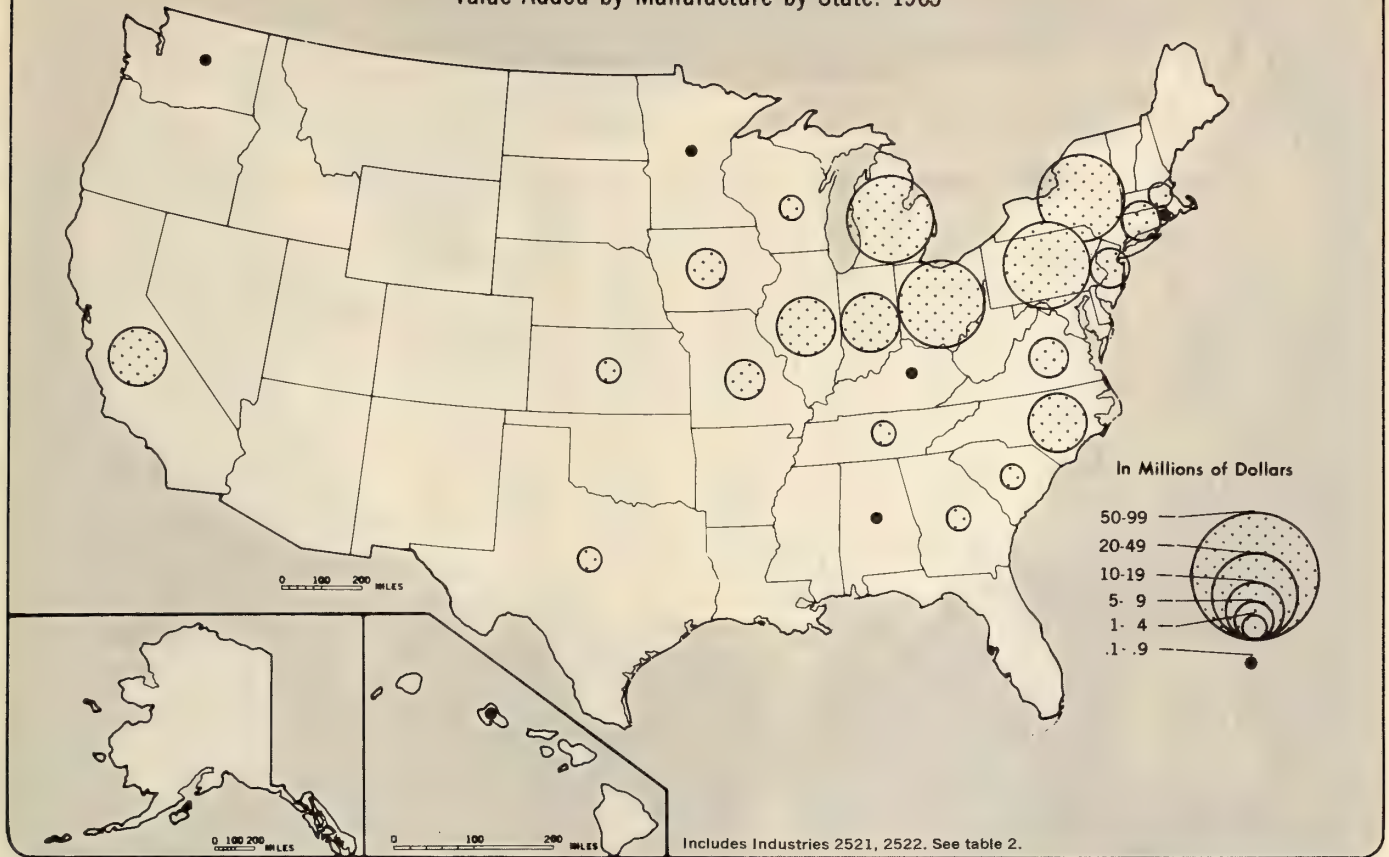 Value Added by Manufacture by State: 1963
In Millions of Dollars
50-99
20-49
10-19
5- 9
1- 4
.1- .9
0 100 200 MILES
0 100 200 MILES
0 100 200 MILES
Includes Industries 2521, 2522. See table 2.